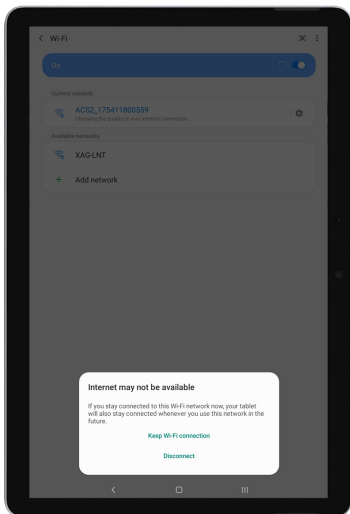 Wi-Fi
On
Current network
ACS2_175411800559
Checking the quality of your internet connection...
Available networks
XAG-LNT
Add network
Internet may not be available
If you stay connected to this Wi-Fi network now, your tablet
will also stay connected whenever you use this network in the
future.
Keep Wi-Fi connection
Disconnect